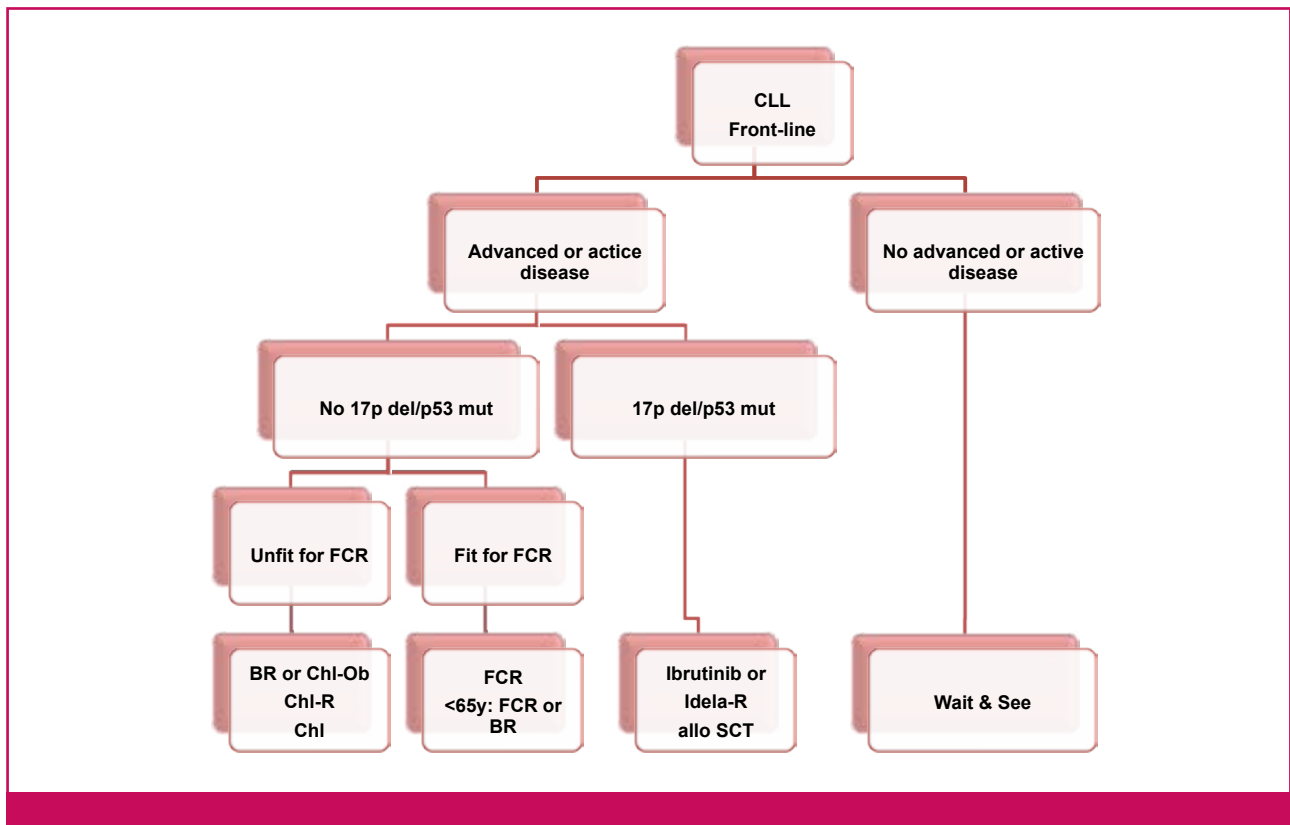 CLL
Front-line
Advanced or actice
disease
No advanced or active
disease
No 17p del/p53 mut
17p del/p53 mut
Unfit for FCR
Fit for FCR
BR or Chl-Ob
Chl-R
Chl
FCR
<65y: FCR or
BR
Ibrutinib or
Idela-R
allo SCT
Wait & See